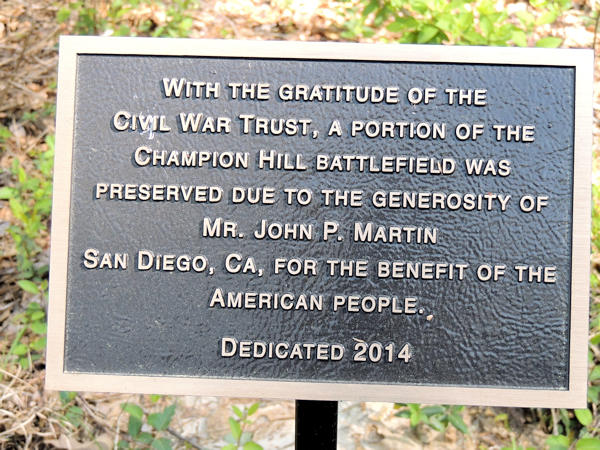 With the gratitude of the
Civil War Trust, a portion of the
Champion Hill battlefield was
preserved due to the generosity of
Mr. John P. Martin
San Diego, Ca, for the benefit of the
American people.
Dedicated 2014